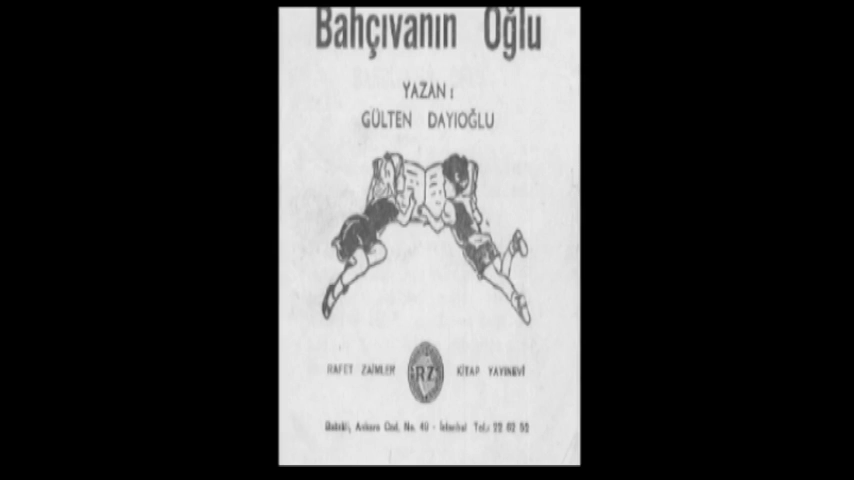 Bahçıvanın Oğlu
YAZAN :
GÜLTEN DAYIOĞLU
RAFET ZAİMLER
RZ
KİTAP YAYINEVİ
Ankara Cad. No. 40 - İstanbul Tel.: 22 62 52